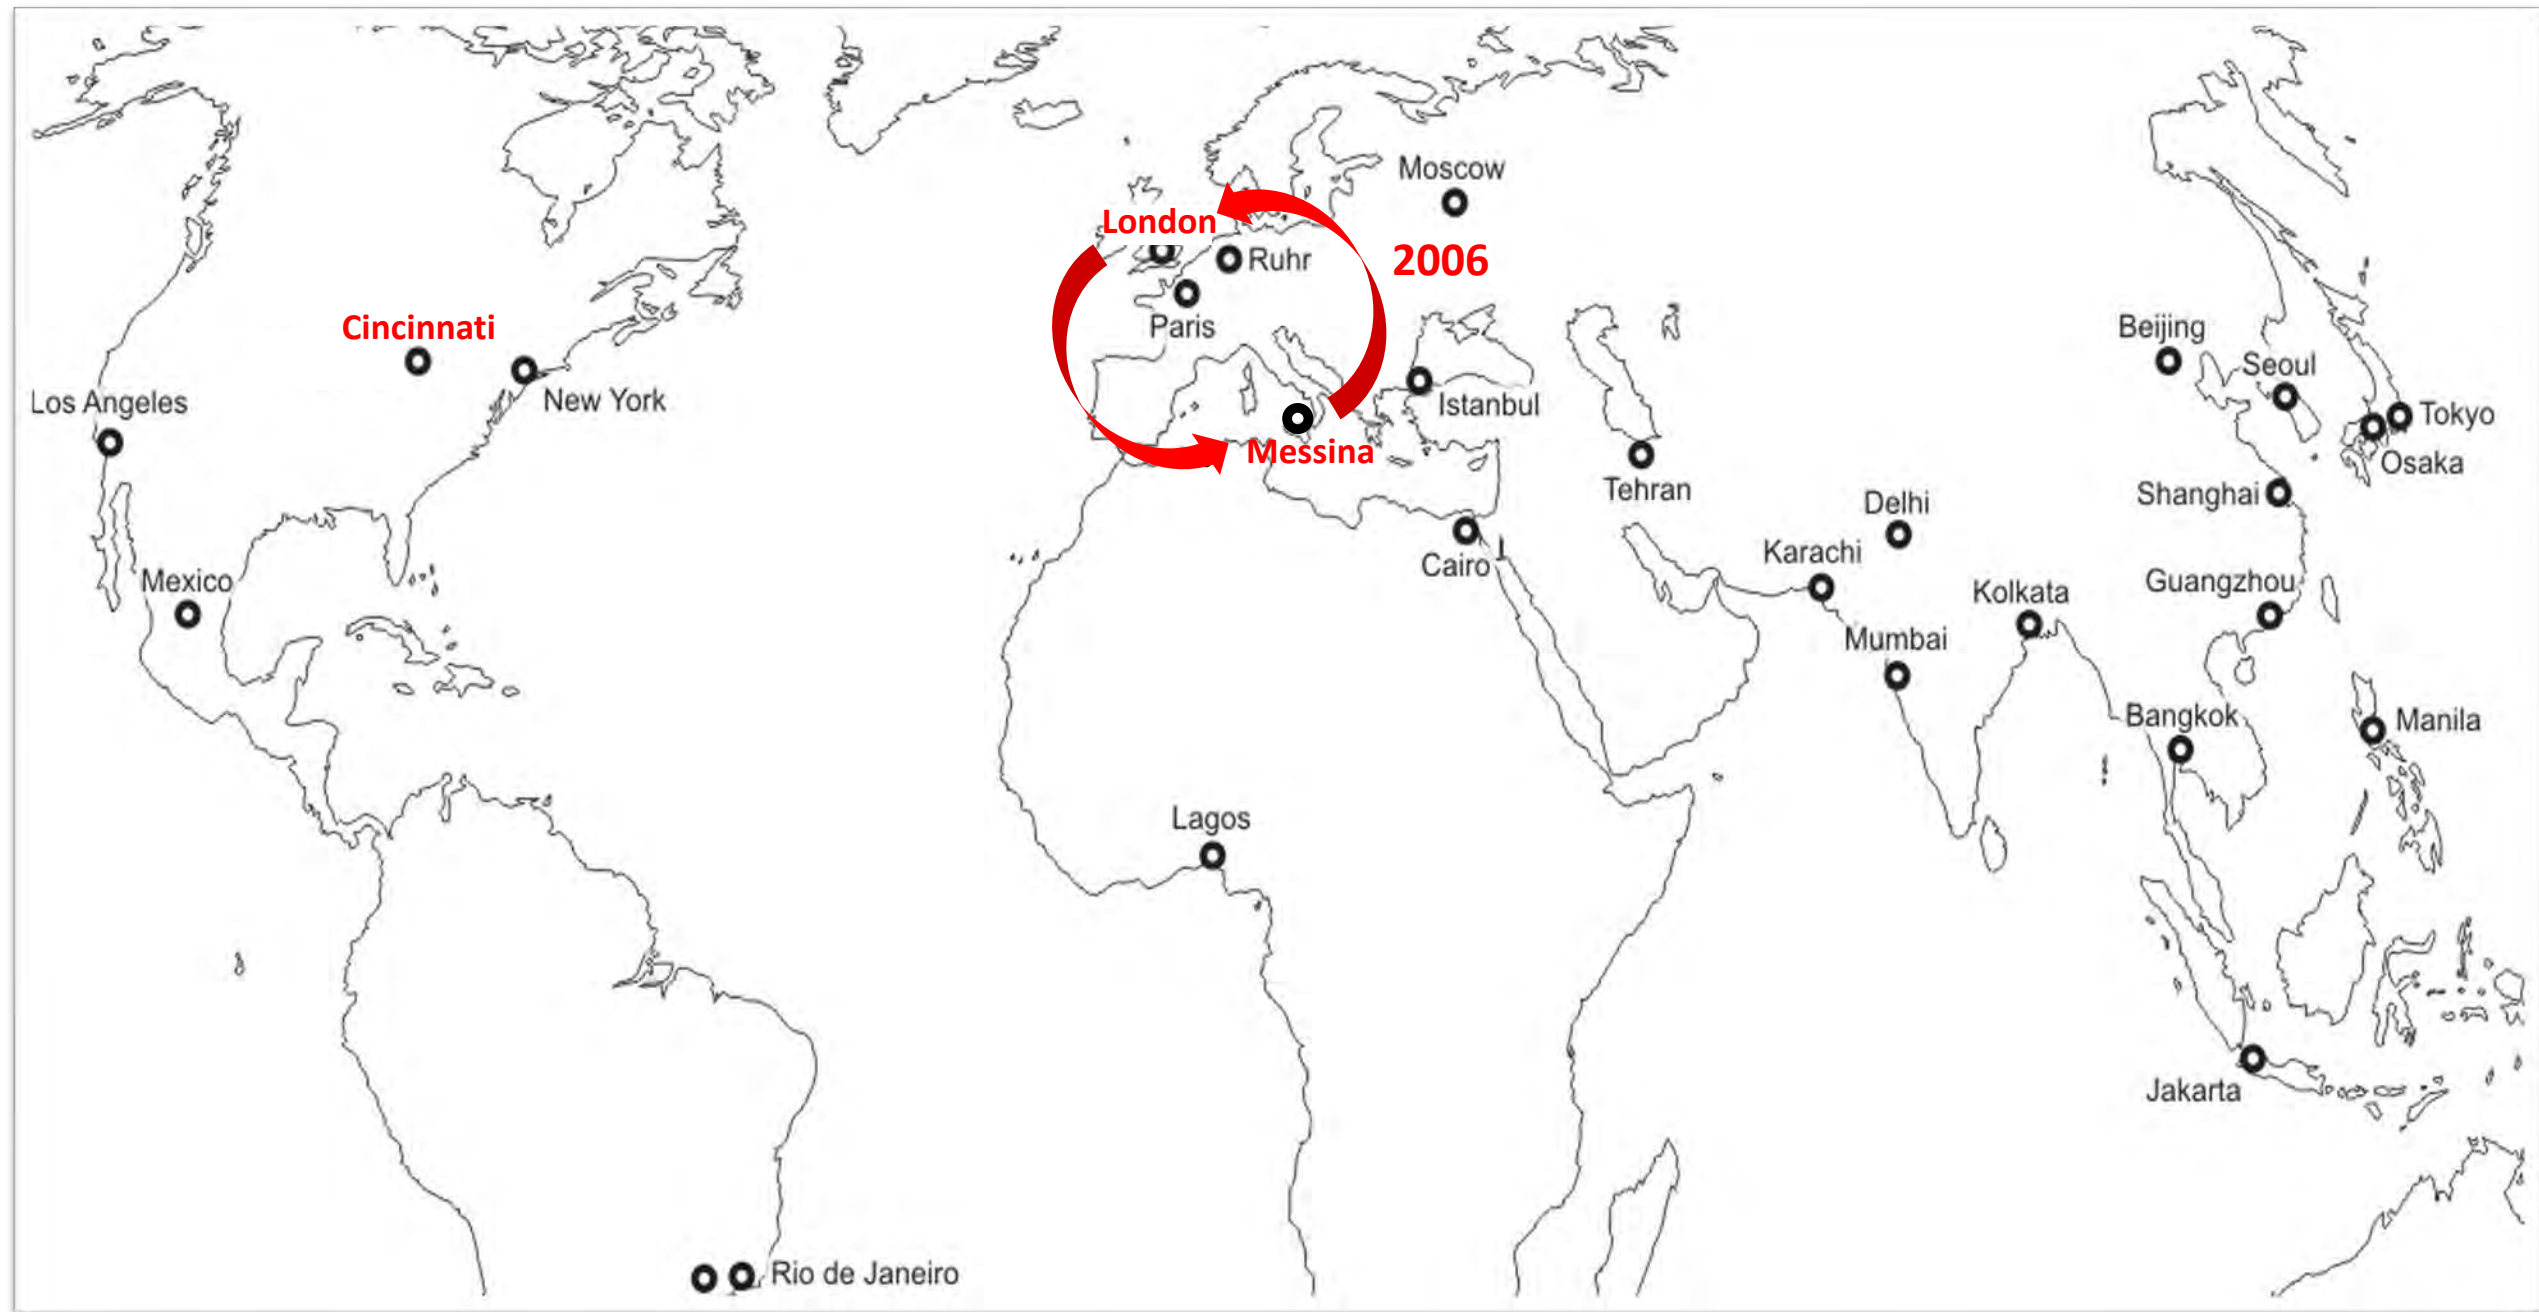 Moscow
London
2006
Ruhr
Cincinnati
Paris
Beijing
Seoul
Los Angeles
New York
Istanbul
Tokyo
Messina
Osaka
Tehran
Shanghai
Delhi
Karachi
Cairo
Mexico
Guangzhou
Kolkata
Mumbai
Bangkok
Manila
Lagos
Jakarta
Rio de Janeiro